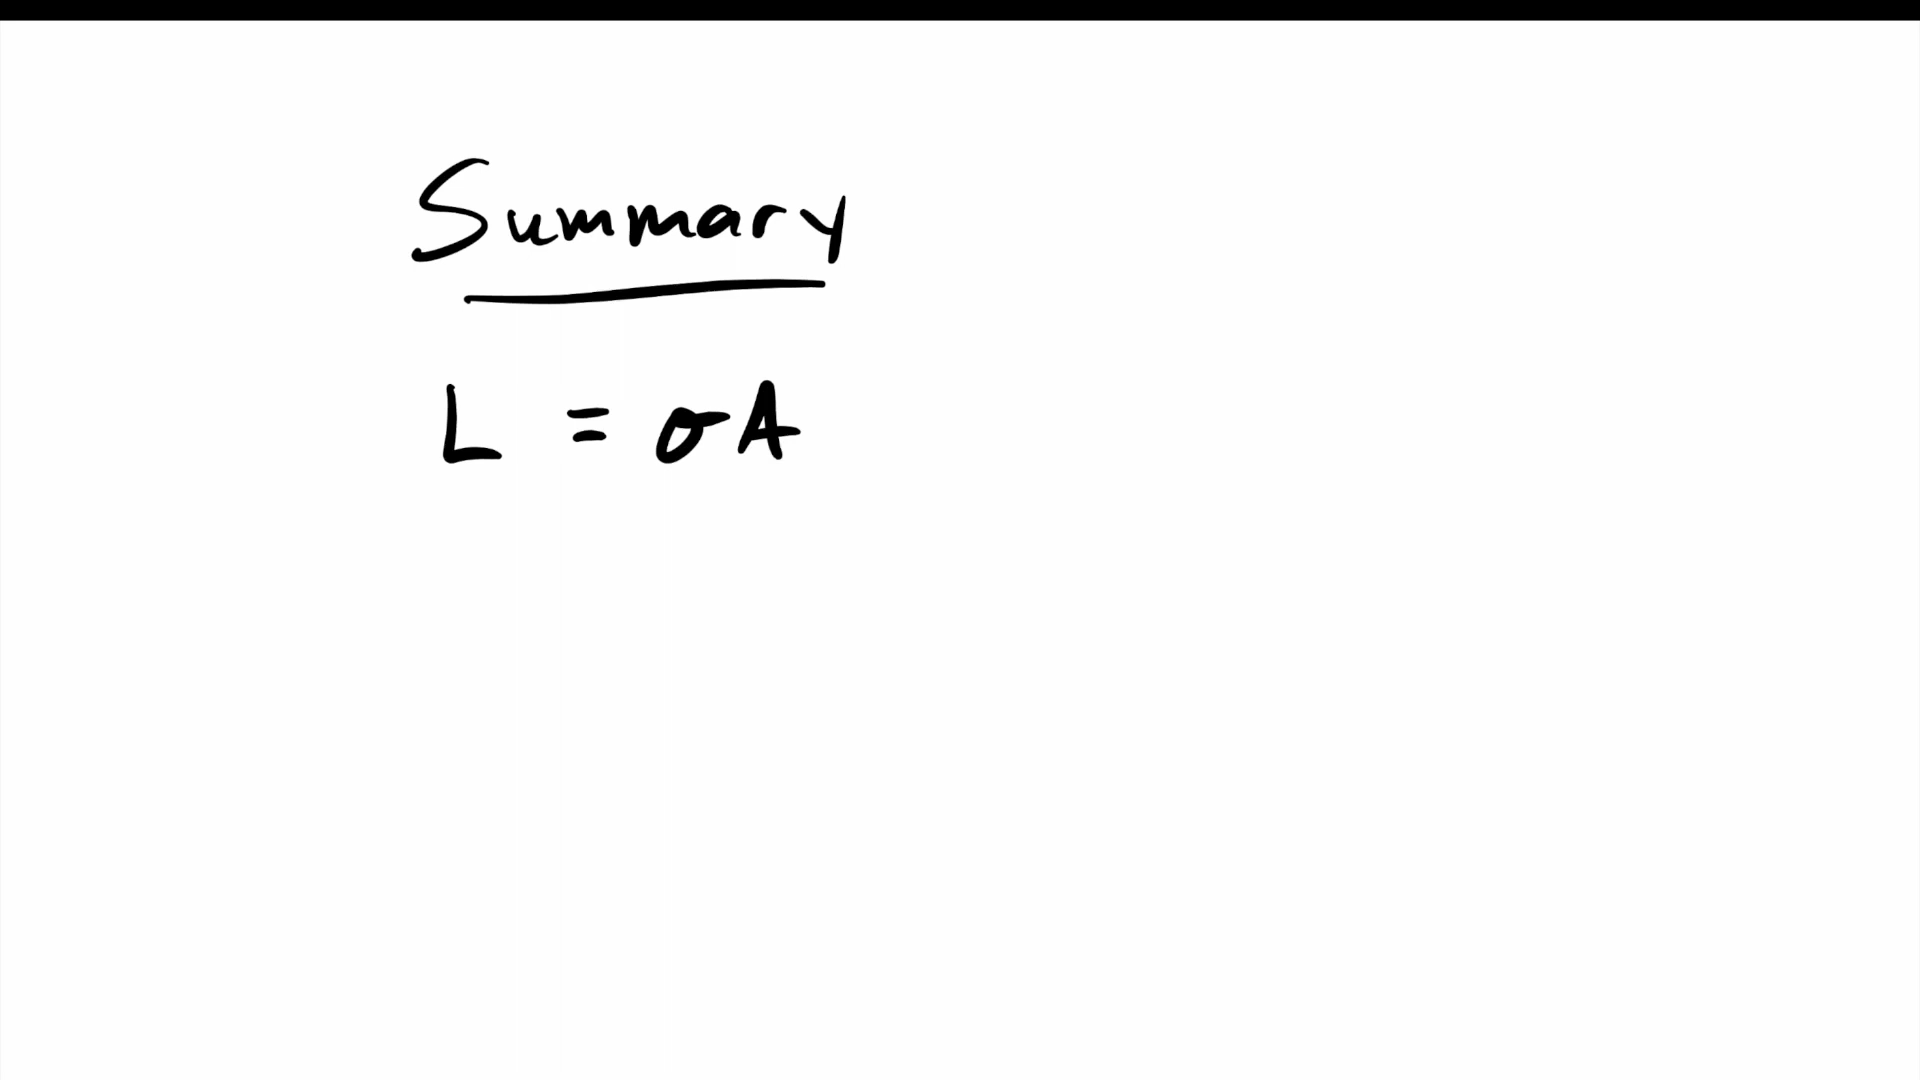 Summary
L = σA